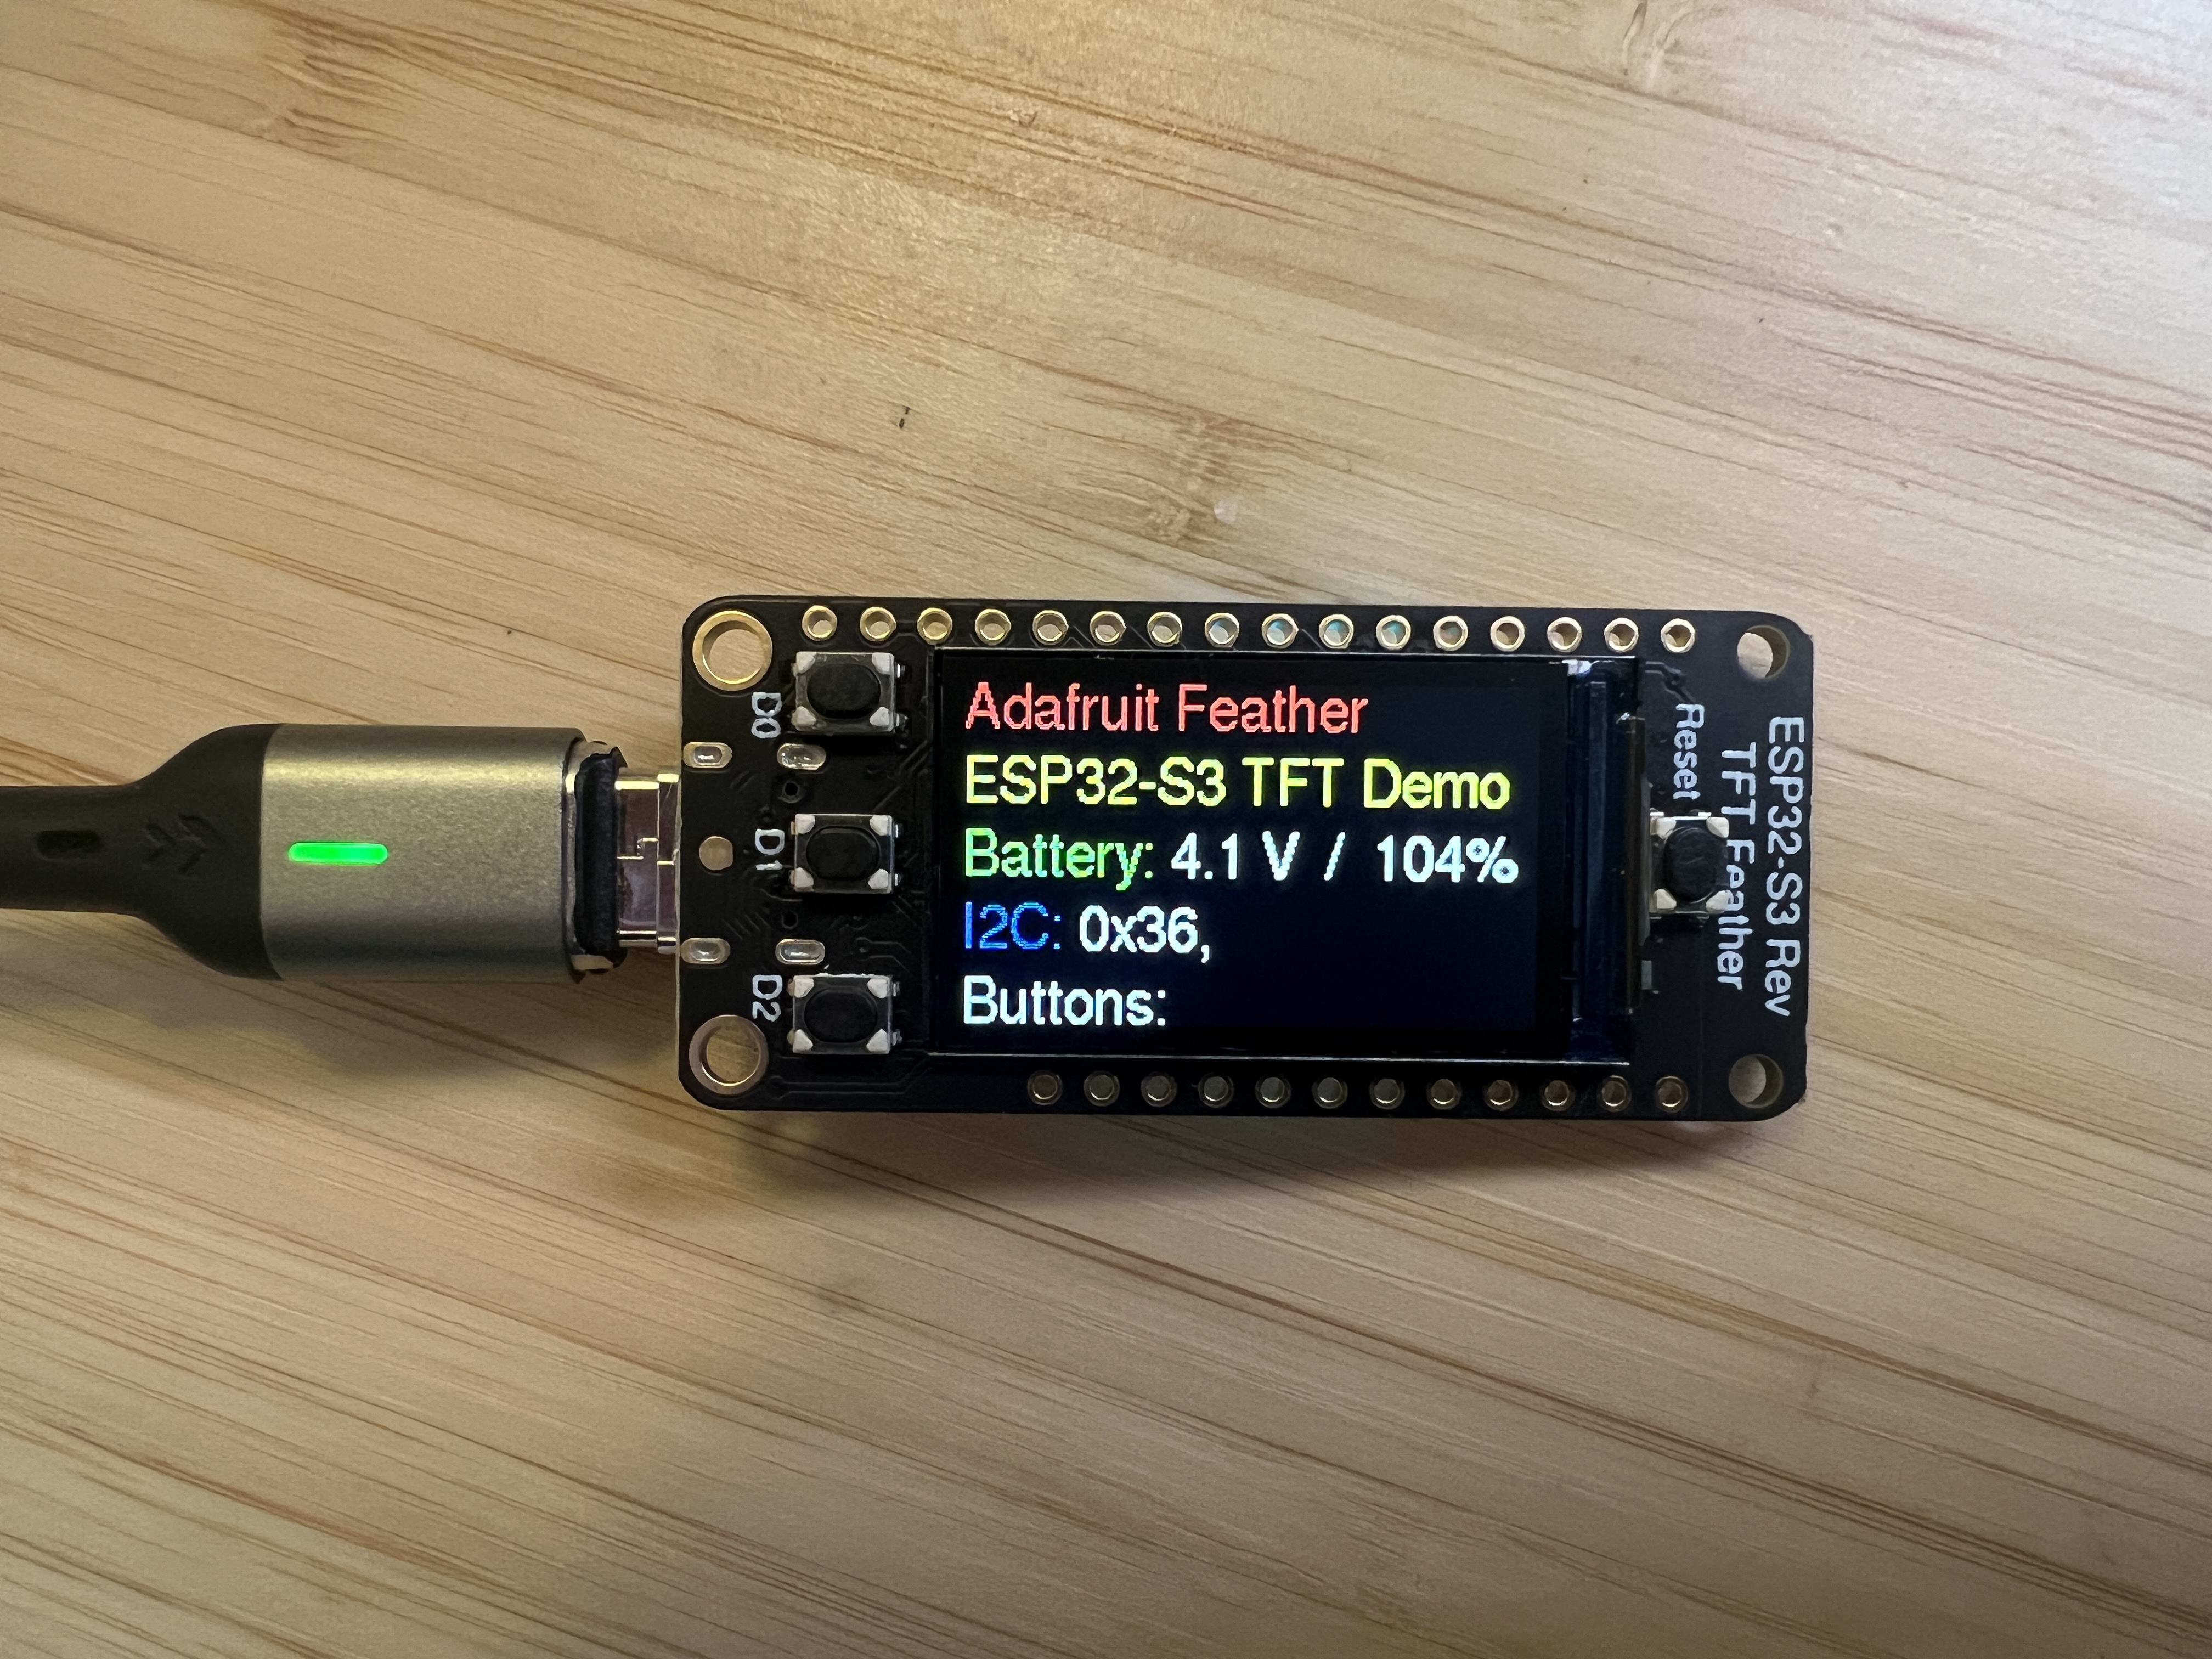 Adafruit Feather
ESP32-S3 TFT Demo
Battery: 4.1 V / 104%
I2C: 0x36,
Buttons:
D0
D1
D2
Reset
ESP32-S3 Rev
TFT Feather